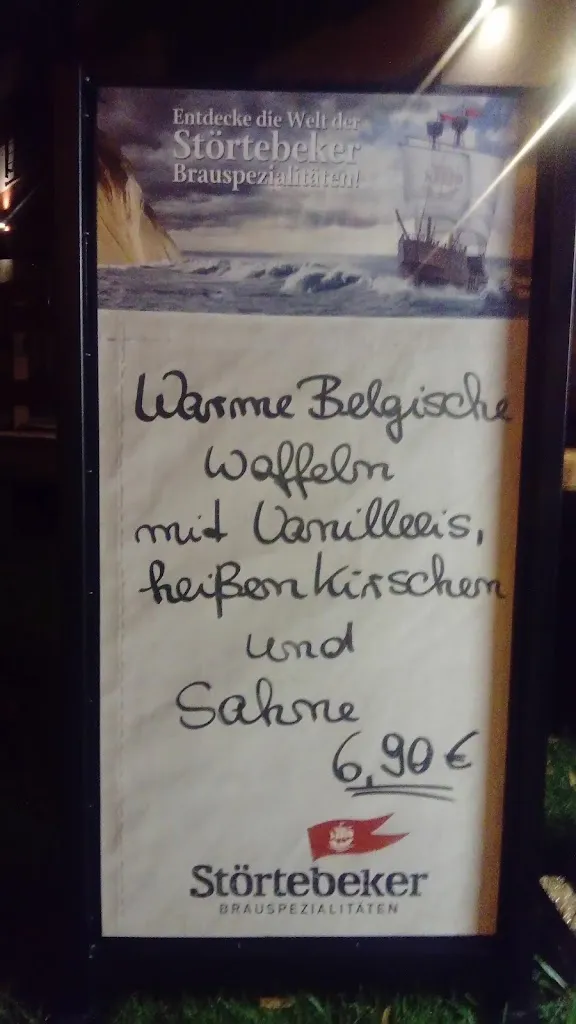 Entdecke die Welt der
Störtebeker
Brauspezialitäten!
Warme Belgische
Waffeln
mit Vanilleeis,
heißen Kirschen
und
Sahne
6,90 €
Störtebeker
BRAUSPEZIALITÄTEN